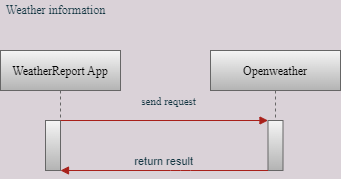 Weather information
WeatherReport App
Openweather
send request
return result